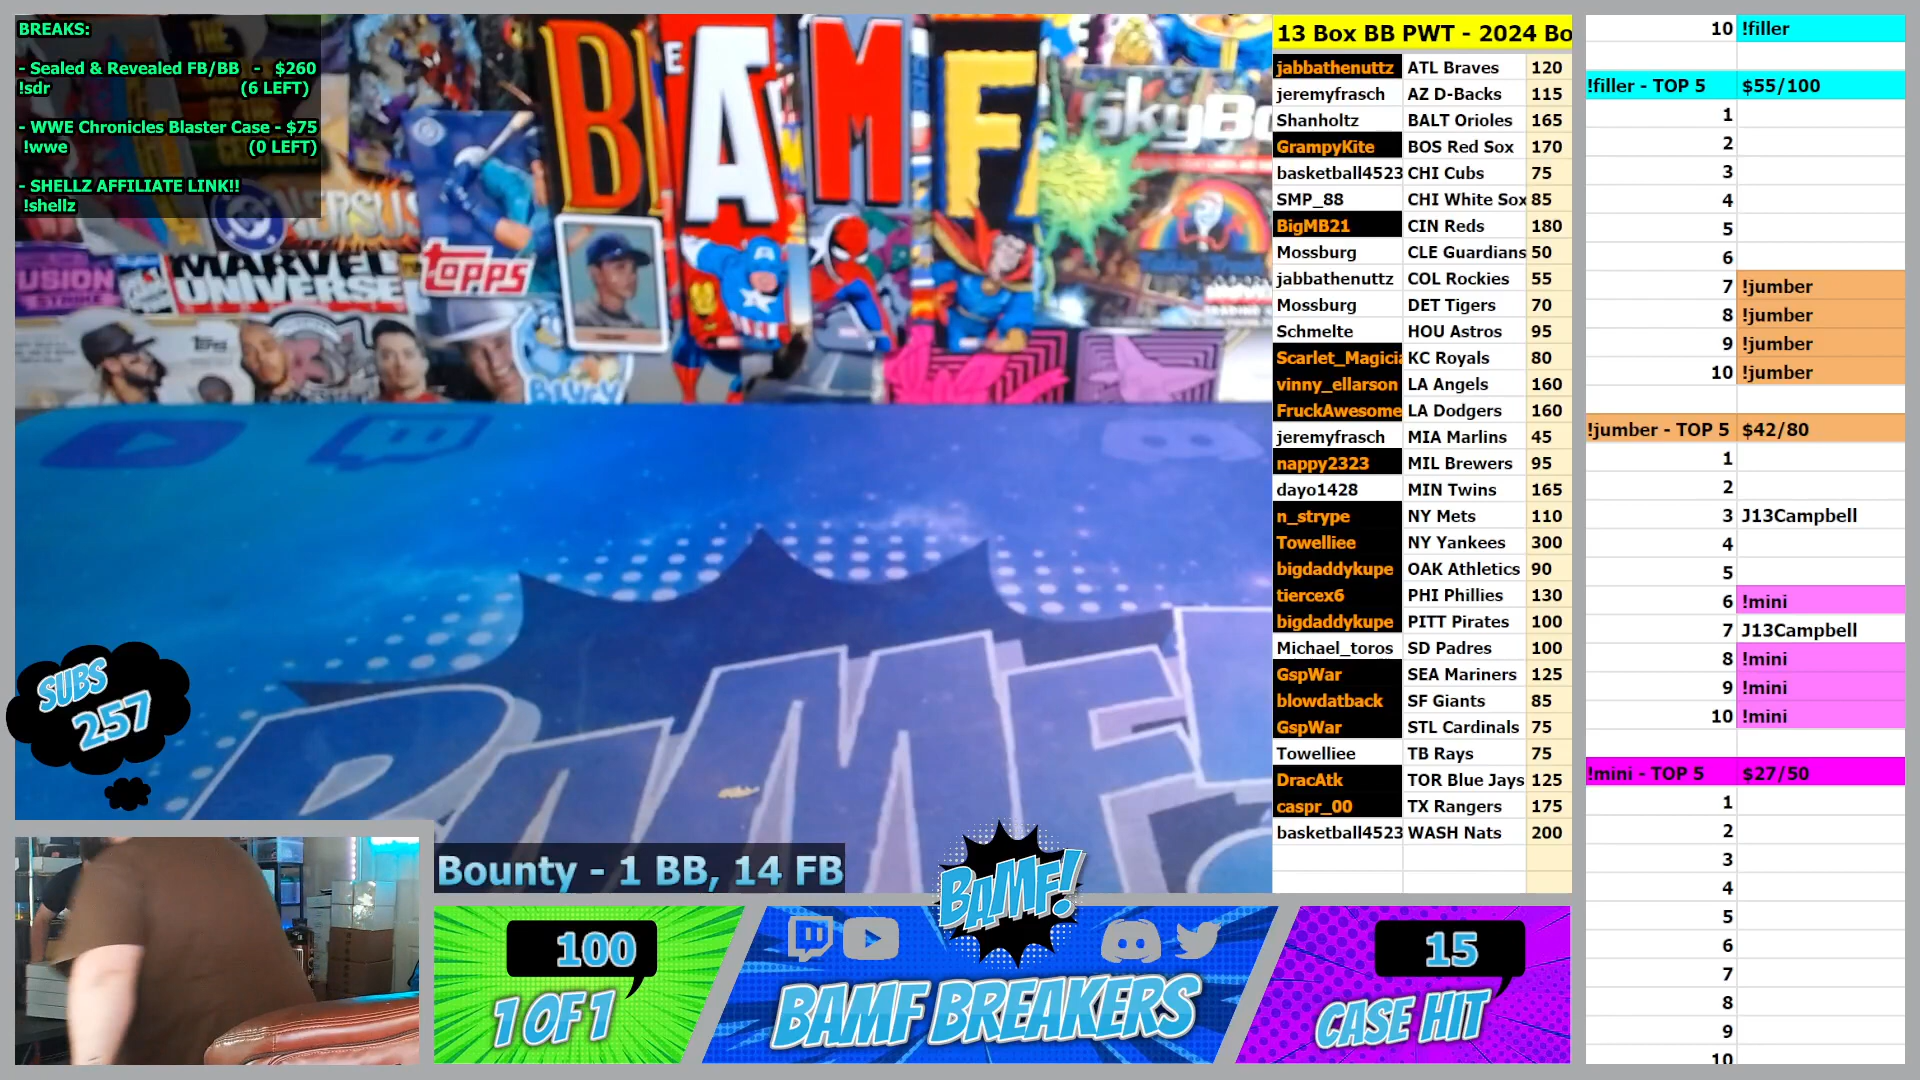 BREAKS:
- Sealed & Revealed FB/BB - $260
!sdr (6 LEFT)
- WWE Chronicles Blaster Case - $75
!wwe (0 LEFT)
- SHELLZ AFFILIATE LINK!!
!shellz
BAMF
SkyBo
VERSUS
topps
MARVEL
UNIVERSE
USION
STRIKE
BLUEY
BAMF
SUBS
257
Bounty - 1 BB, 14 FB
BAMF!
100
1 OF 1
BAMF BREAKERS
15
CASE HIT
13 Box BB PWT - 2024 Bo
jabbathenuttz ATL Braves 120
jeremyfrasch AZ D-Backs 115
Shanholtz BALT Orioles 165
GrampyKite BOS Red Sox 170
basketball4523 CHI Cubs 75
SMP_88 CHI White Sox 85
BigMB21 CIN Reds 180
Mossburg CLE Guardians 50
jabbathenuttz COL Rockies 55
Mossburg DET Tigers 70
Schmelte HOU Astros 95
Scarlet_Magicia KC Royals 80
vinny_ellarson LA Angels 160
FruckAwesome LA Dodgers 160
jeremyfrasch MIA Marlins 45
nappy2323 MIL Brewers 95
dayo1428 MIN Twins 165
n_strype NY Mets 110
Towelliee NY Yankees 300
bigdaddykupe OAK Athletics 90
tiercex6 PHI Phillies 130
bigdaddykupe PITT Pirates 100
Michael_toros SD Padres 100
GspWar SEA Mariners 125
blowdatback SF Giants 85
GspWar STL Cardinals 75
Towelliee TB Rays 75
DracAtk TOR Blue Jays 125
caspr_00 TX Rangers 175
basketball4523 WASH Nats 200
10 !filler
!filler - TOP 5 $55/100
1
2
3
4
5
6
7 !jumber
8 !jumber
9 !jumber
10 !jumber
!jumber - TOP 5 $42/80
1
2
3 J13Campbell
4
5
6 !mini
7 J13Campbell
8 !mini
9 !mini
10 !mini
!mini - TOP 5 $27/50
1
2
3
4
5
6
7
8
9
10